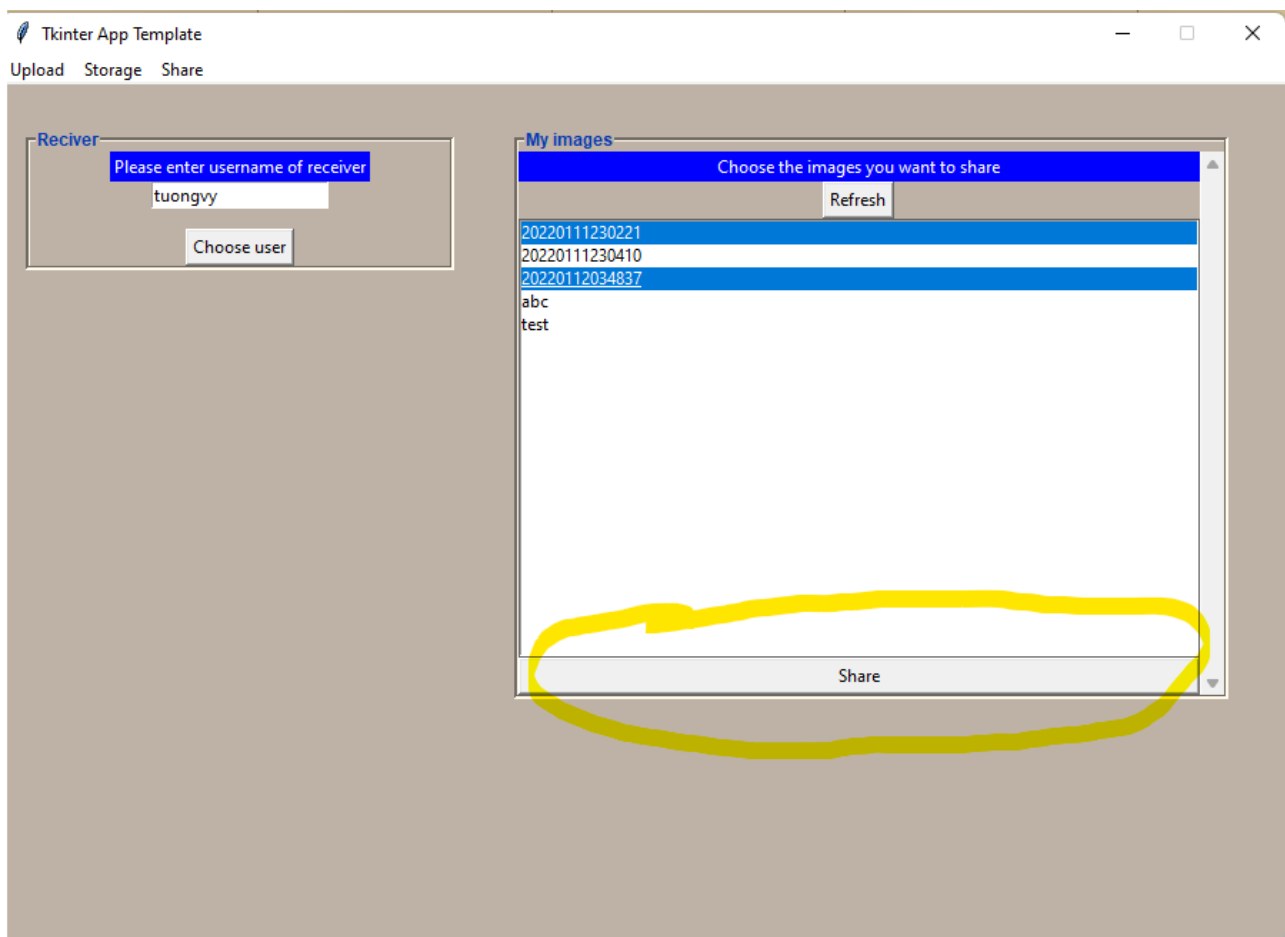 Tkinter App Template
Upload Storage Share
Reciver
Please enter username of receiver
tuongvy
Choose user
My images
Choose the images you want to share
Refresh
20220111230221
20220111230410
20220112034837
abc
test
Share